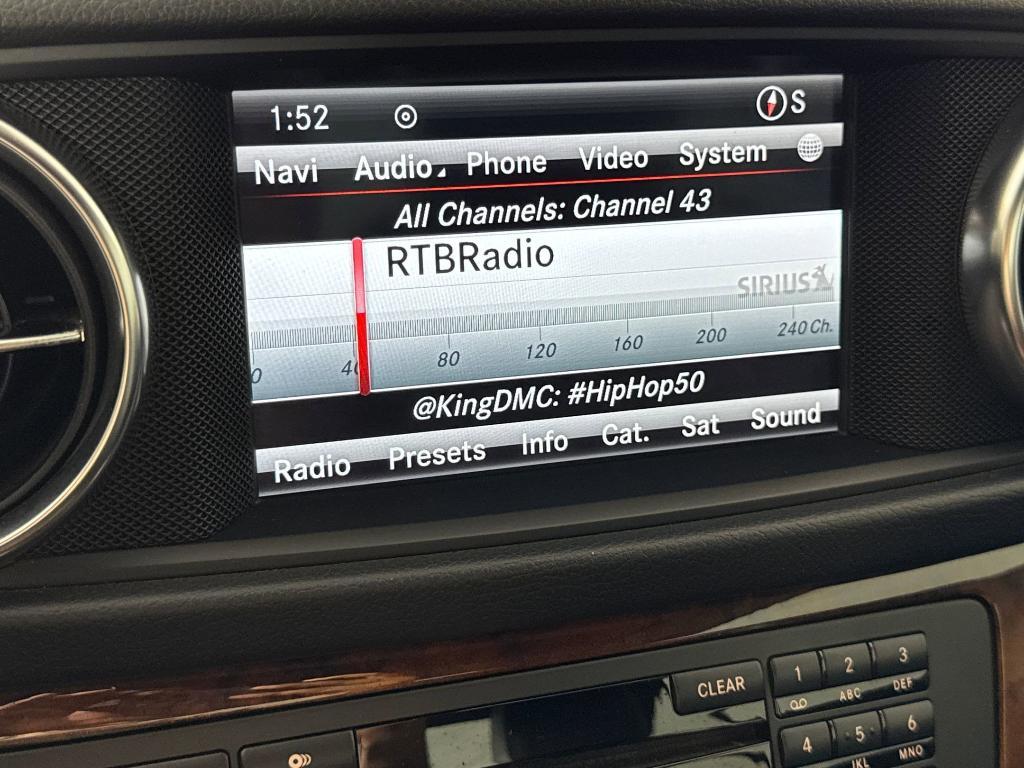 1:52 S
Navi Audio Phone Video System
All Channels: Channel 43
RTBRadio
SIRIUS
0 40 80 120 160 200 240 Ch.
@KingDMC: #HipHop50
Radio Presets Info Cat. Sat Sound
CLEAR 1 2 ABC 3 DEF
4 5 JKL 6 MNO